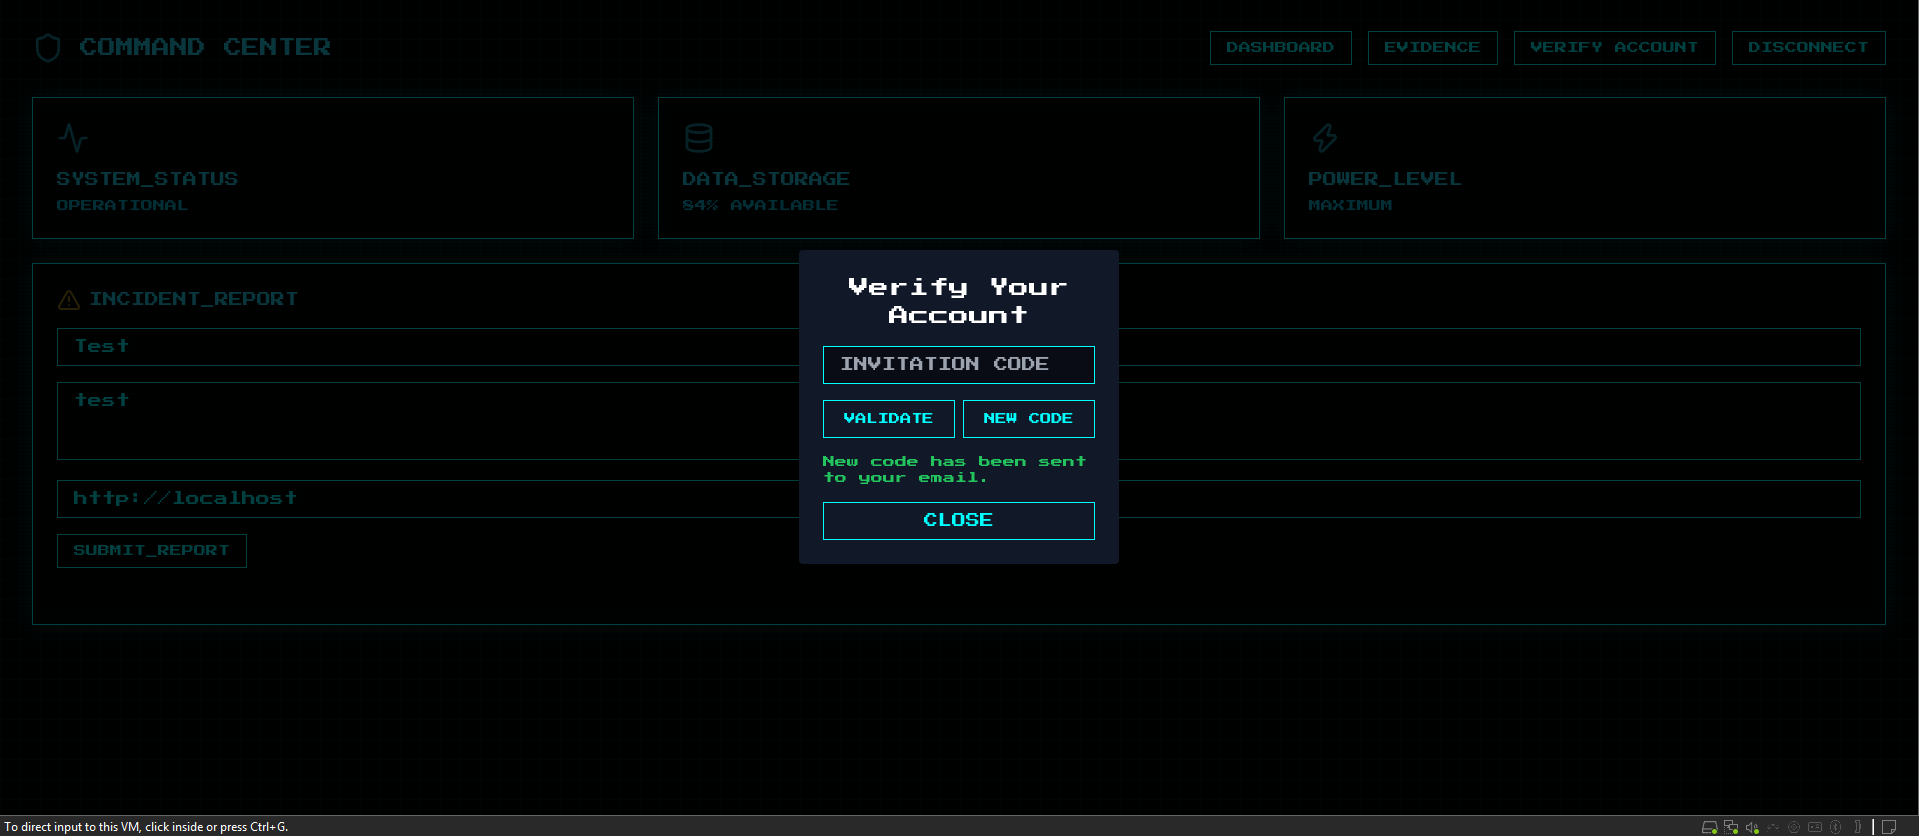 COMMAND CENTER
DASHBOARD
EVIDENCE
VERIFY ACCOUNT
DISCONNECT
SYSTEM_STATUS
OPERATIONAL
DATA_STORAGE
84% AVAILABLE
POWER_LEVEL
MAXIMUM
INCIDENT_REPORT
Test
test
http://localhost
SUBMIT_REPORT
Verify Your
Account
INVITATION CODE
VALIDATE
NEW CODE
New code has been sent
to your email.
CLOSE
To direct input to this VM, click inside or press Ctrl+G.